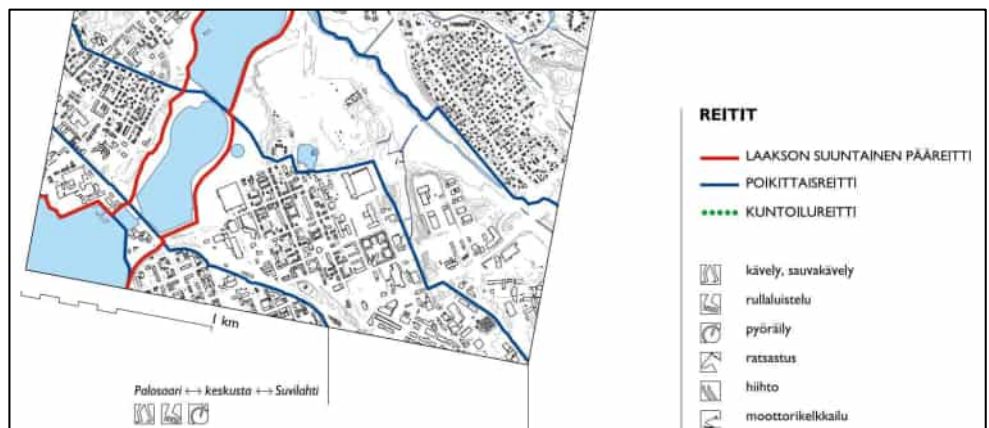 REITIT
LAAKSON SUUNTAINEN PÄÄREITTI
POIKITTAISREITTI
KUNTOILUREITTI
kävely, sauvakävely
rullaluistelu
pyöräily
ratsastus
hiihto
moottorikelkkailu
1 km
Palosaari ↔ keskusta ↔ Suvilahti